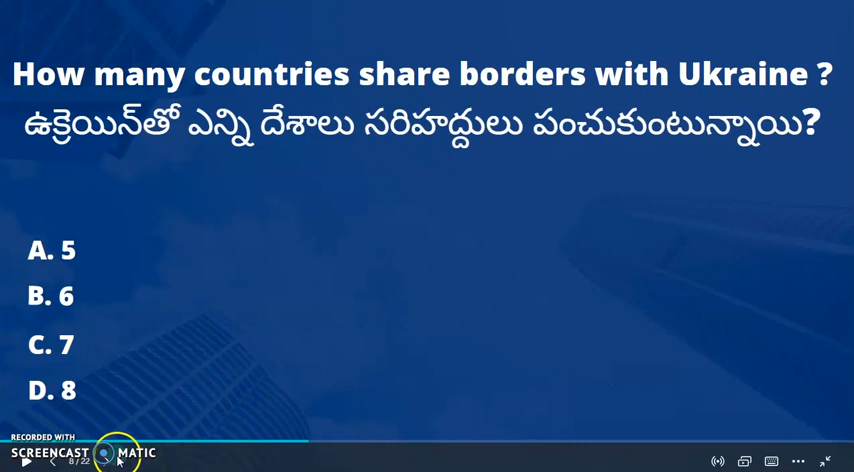 How many countries share borders with Ukraine ?
ఉక్రెయిన్‌తో ఎన్ని దేశాలు సరిహద్దులు పంచుకుంటున్నాయి?
A. 5
B. 6
C. 7
D. 8
RECORDED WITH
SCREENCAST MATIC
8 / 22